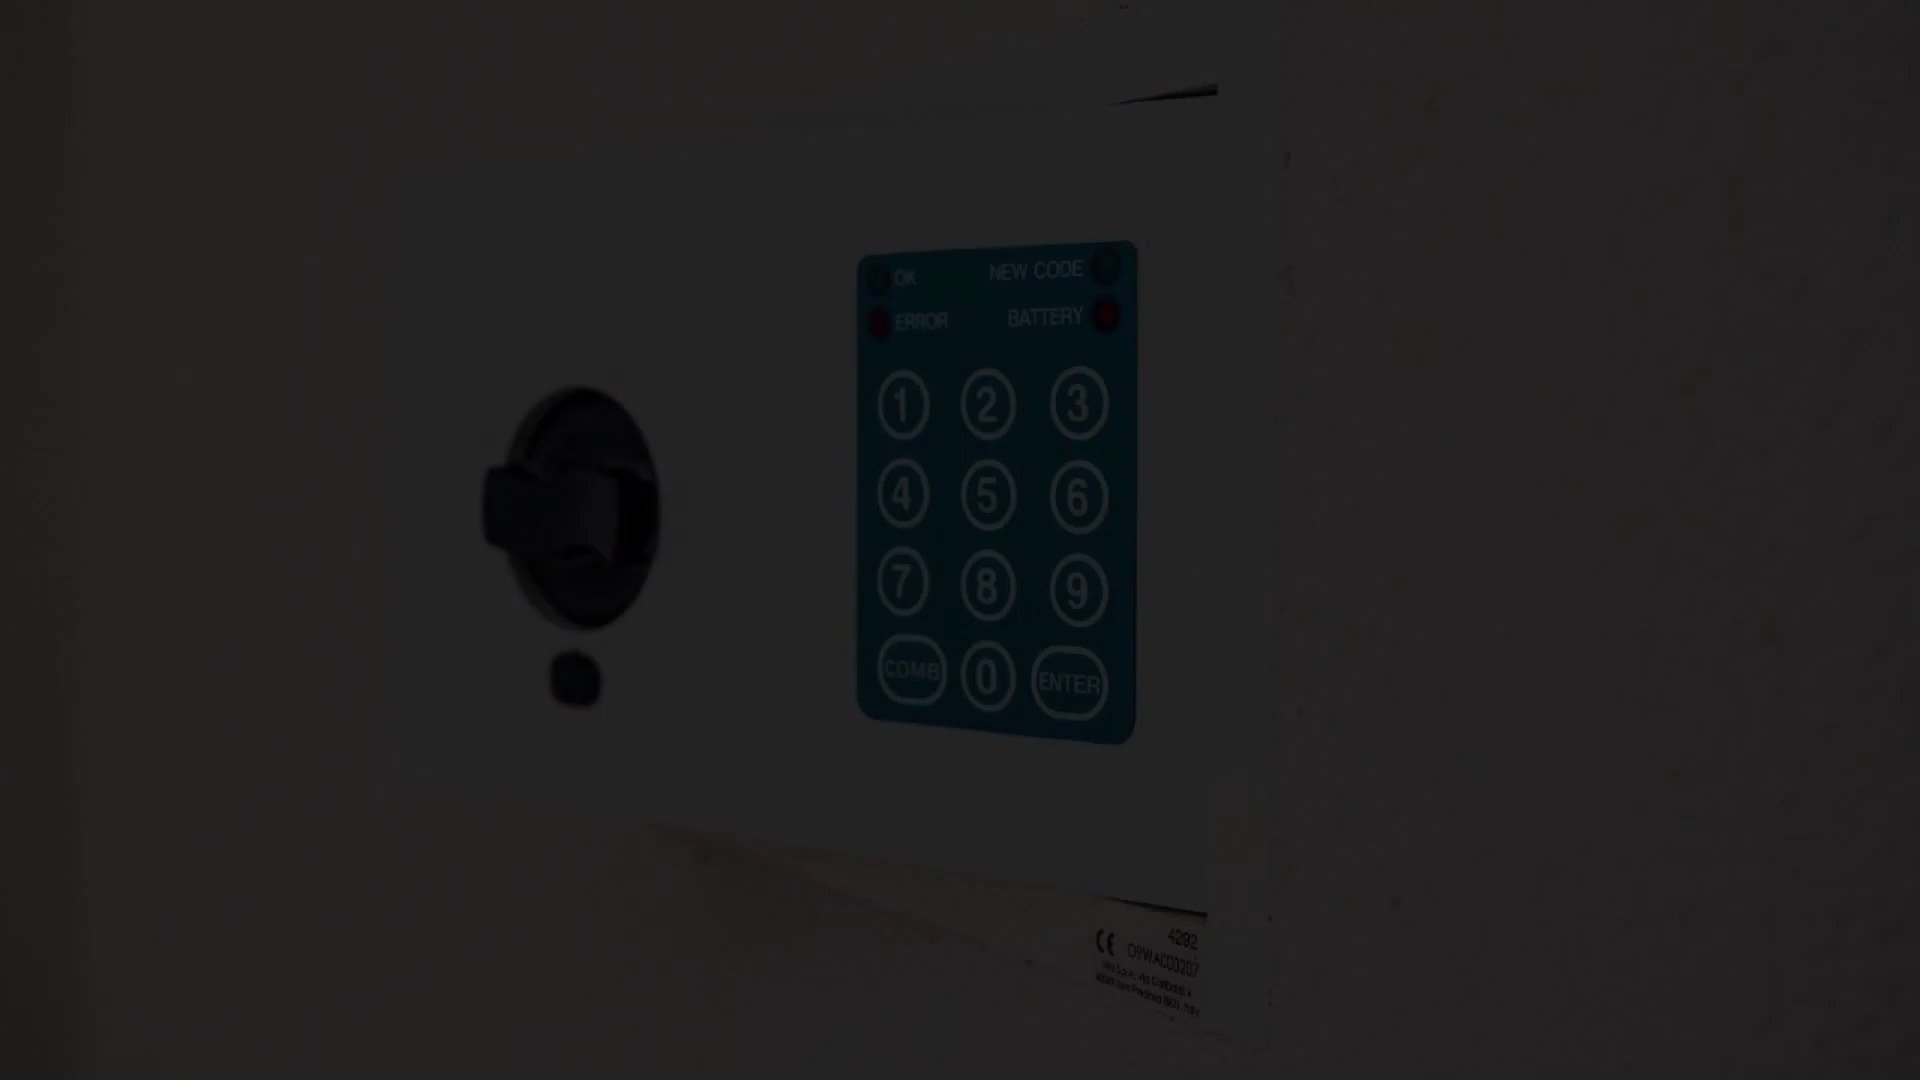 OK NEW CODE
ERROR BATTERY
1 2 3
4 5 6
7 8 9
COMB 0 ENTER
4292
CE 09WAC00207